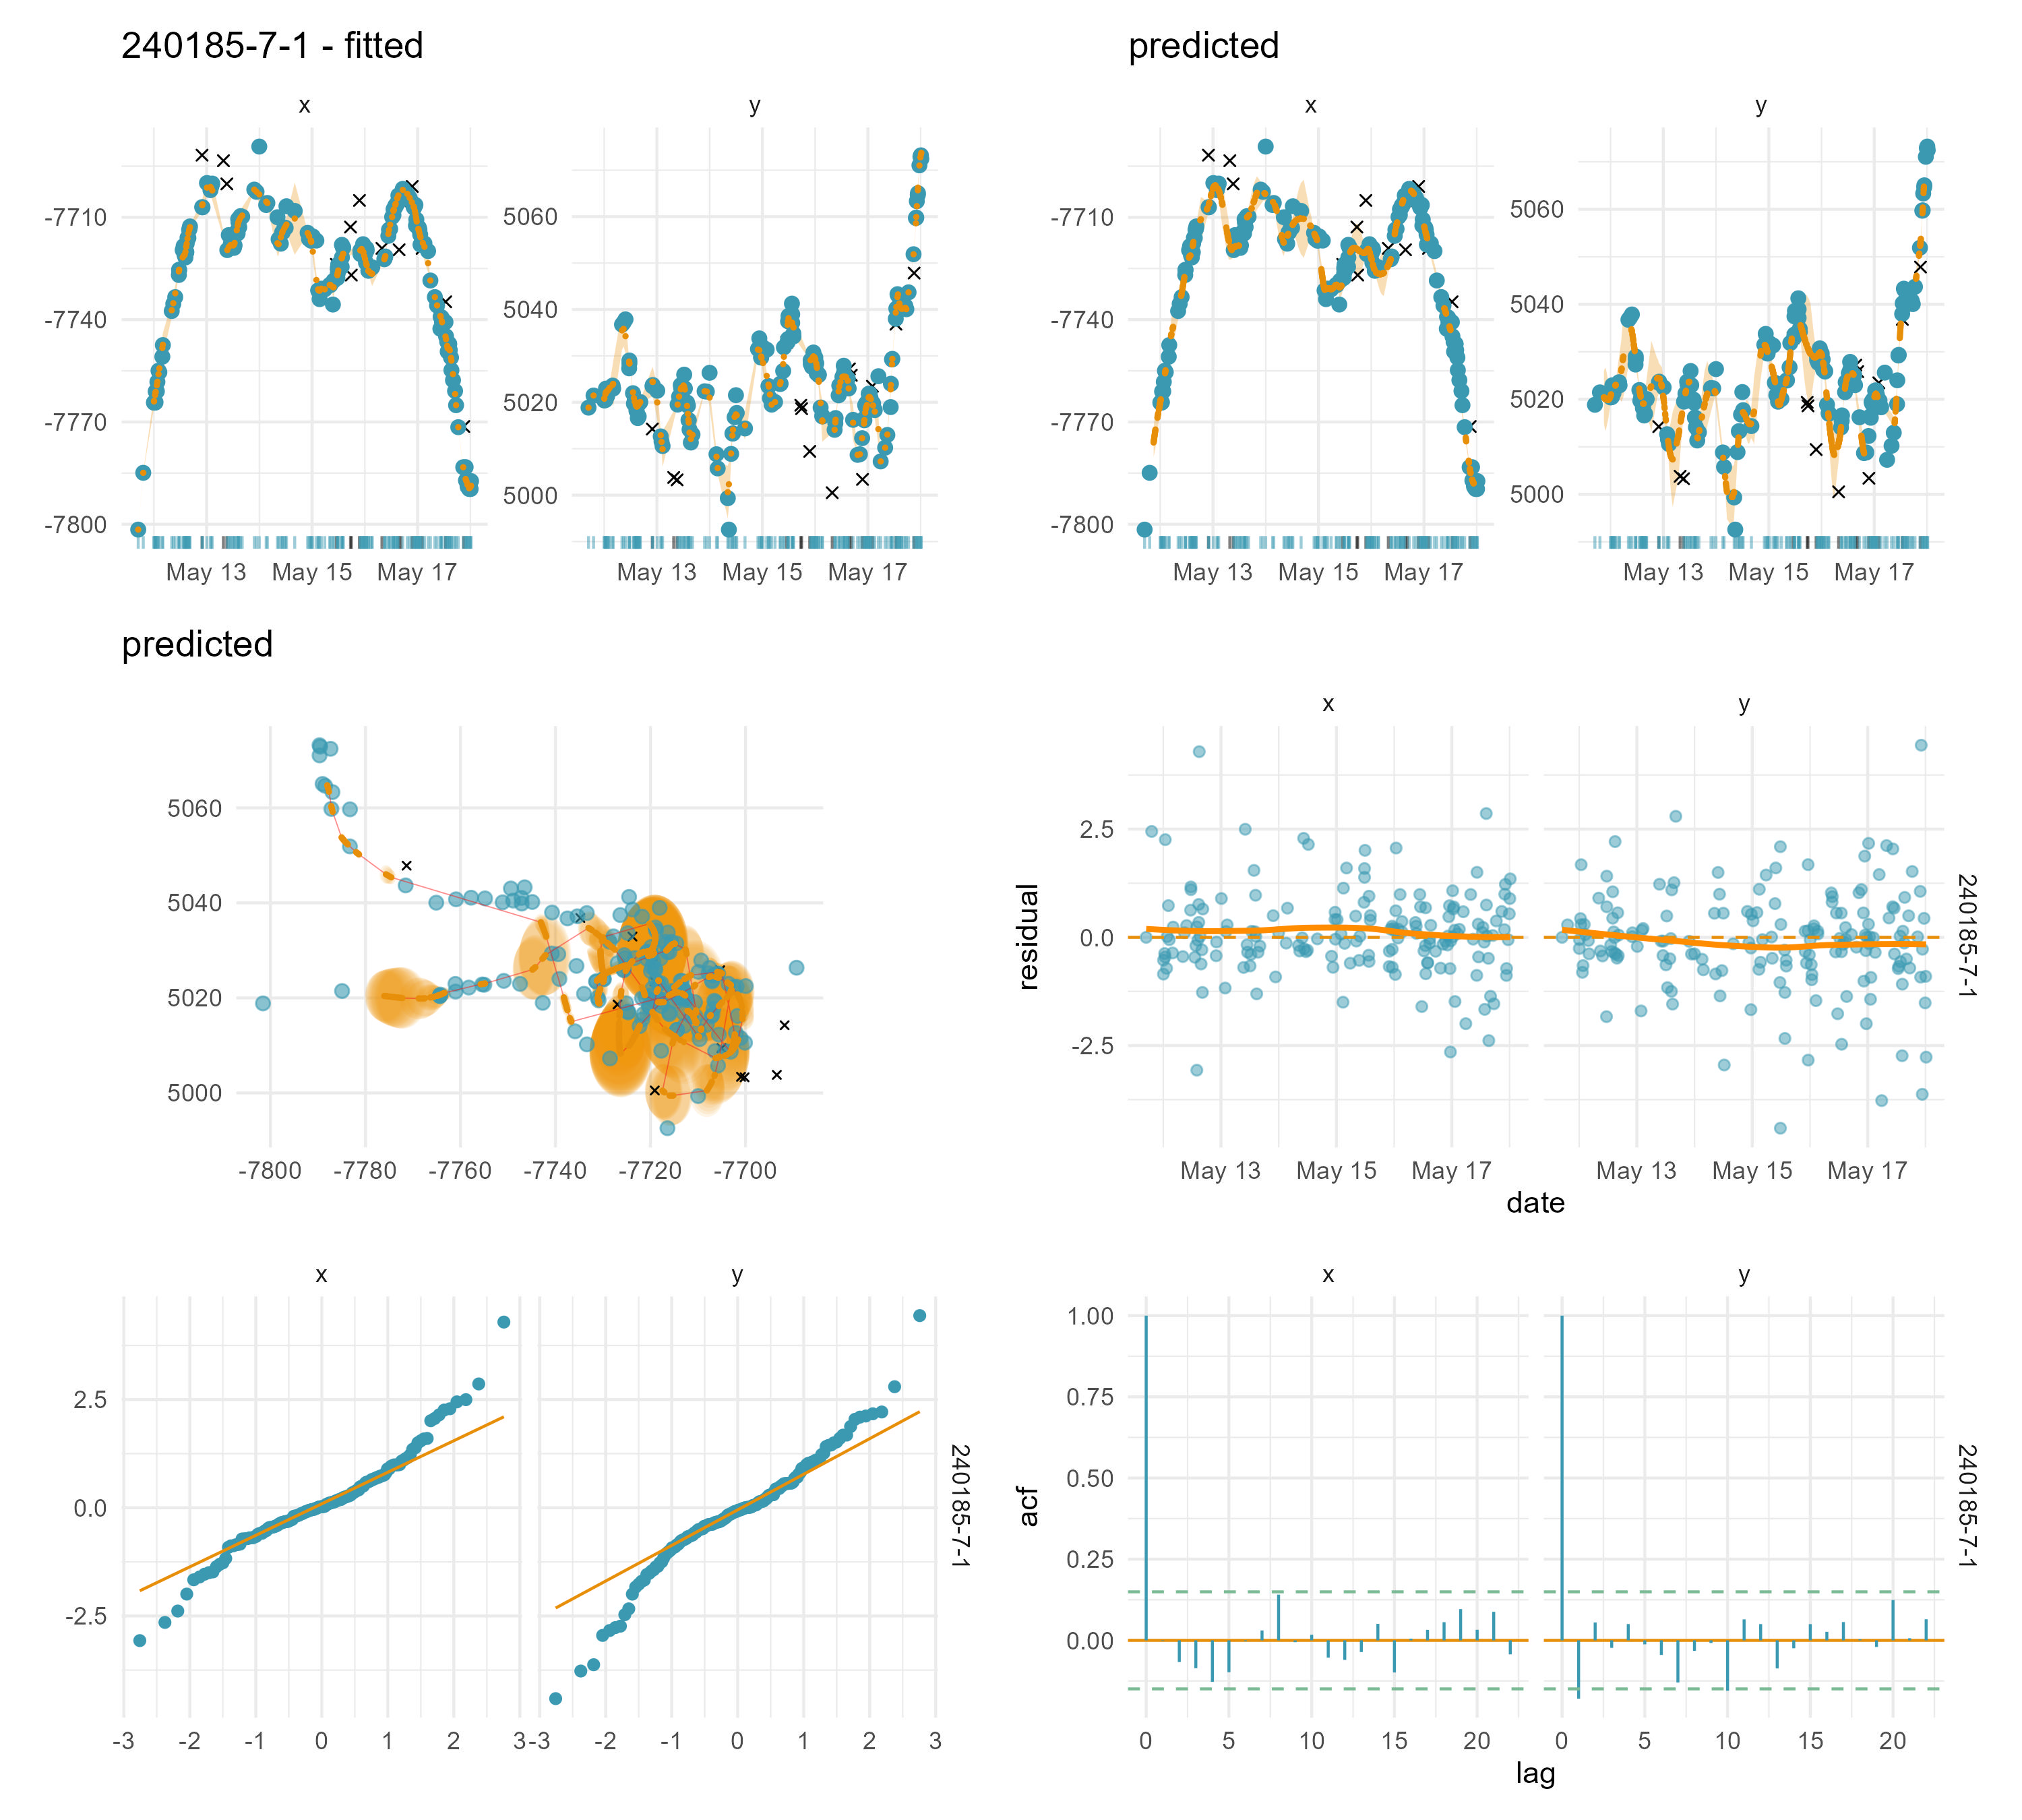 240185-7-1 - fitted
predicted
x
y
x
y
-7710
-7740
-7770
-7800
5060
5040
5020
5000
-7710
-7740
-7770
-7800
5060
5040
5020
5000
May 13
May 15
May 17
May 13
May 15
May 17
May 13
May 15
May 17
May 13
May 15
May 17
predicted
5060
5040
5020
5000
-7800
-7780
-7760
-7740
-7720
-7700
x
y
residual
2.5
0.0
-2.5
240185-7-1
May 13
May 15
May 17
May 13
May 15
May 17
date
x
y
2.5
0.0
-2.5
240185-7-1
-3
-2
-1
0
1
2
3
-3
-2
-1
0
1
2
3
x
y
acf
1.00
0.75
0.50
0.25
0.00
240185-7-1
0
5
10
15
20
0
5
10
15
20
lag